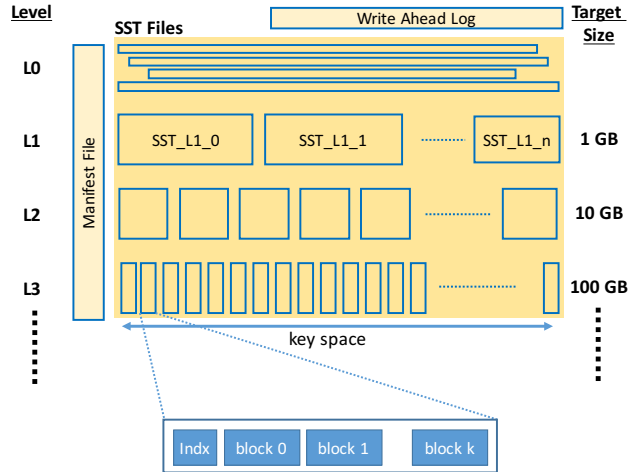 Level
Write Ahead Log
Target
Size
SST Files
L0
Manifest File
L1
SST_L1_0
SST_L1_1
SST_L1_n
1 GB
L2
10 GB
L3
100 GB
key space
Indx
block 0
block 1
block k